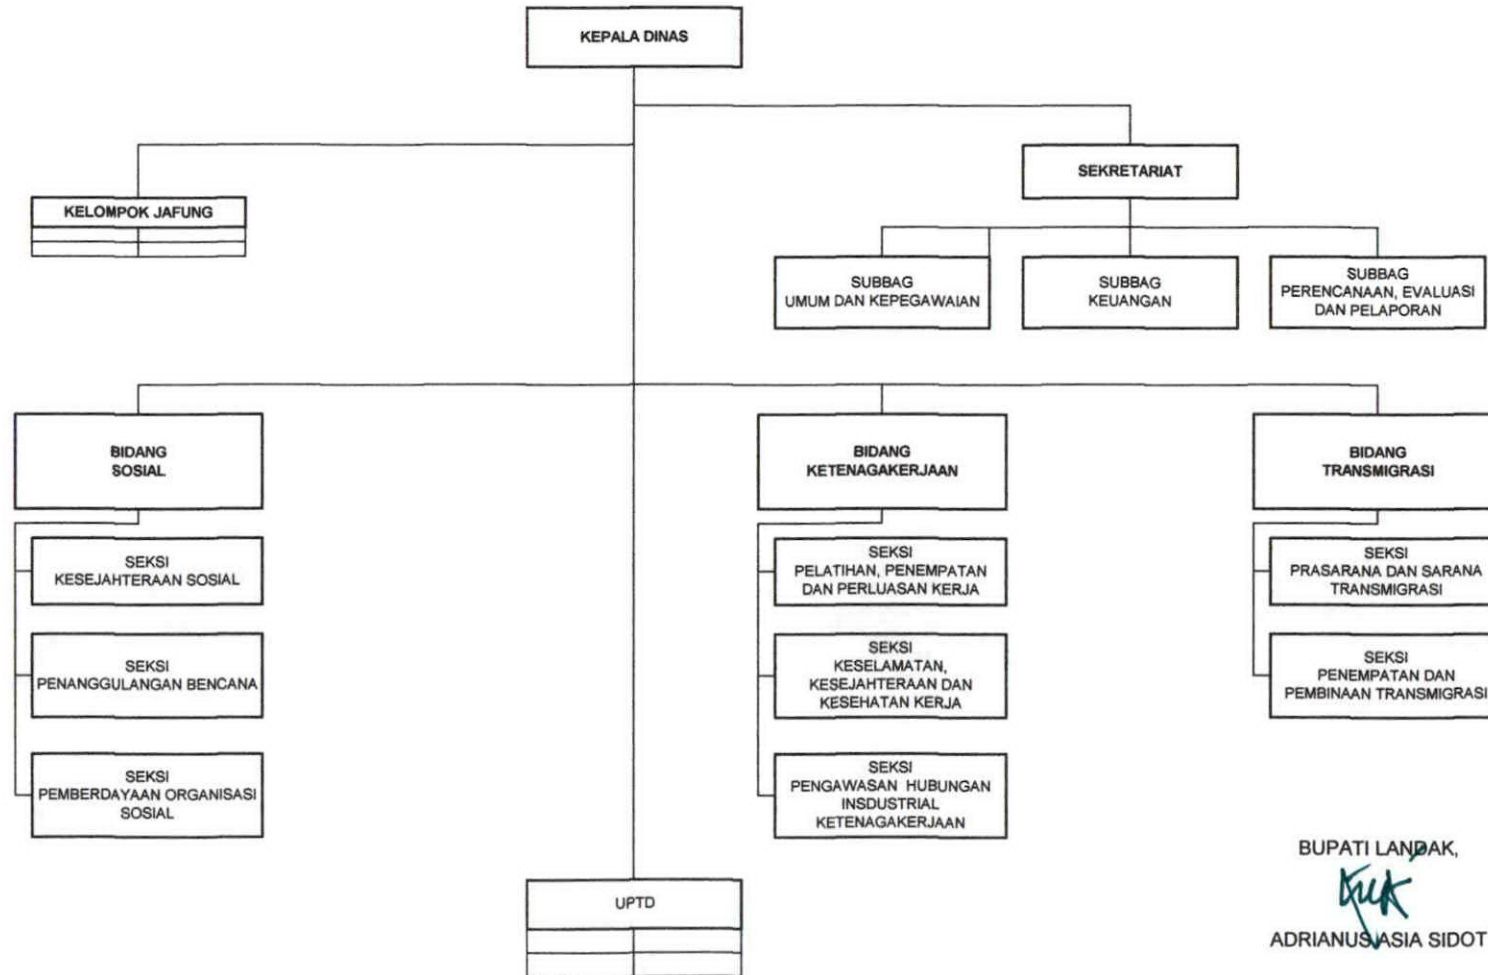 KEPALA DINAS
SEKRETARIAT
KELOMPOK JAFUNG
SUBBAG
UMUM DAN KEPEGAWAIAN
SUBBAG
KEUANGAN
SUBBAG
PERENCANAAN, EVALUASI
DAN PELAPORAN
BIDANG
SOSIAL
BIDANG
KETENAGAKERJAAN
BIDANG
TRANSMIGRASI
SEKSI
KESEJAHTERAAN SOSIAL
SEKSI
PENANGGULANGAN BENCANA
SEKSI
PEMBERDAYAAN ORGANISASI
SOSIAL
SEKSI
PELATIHAN, PENEMPATAN
DAN PERLUASAN KERJA
SEKSI
KESELAMATAN,
KESEJAHTERAAN DAN
KESEHATAN KERJA
SEKSI
PENGAWASAN HUBUNGAN
INSDUSTRIAL
KETENAGAKERJAAN
SEKSI
PRASARANA DAN SARANA
TRANSMIGRASI
SEKSI
PENEMPATAN DAN
PEMBINAAN TRANSMIGRASI
UPTD
BUPATI LANDAK,
ADRIANUS ASIA SIDOT